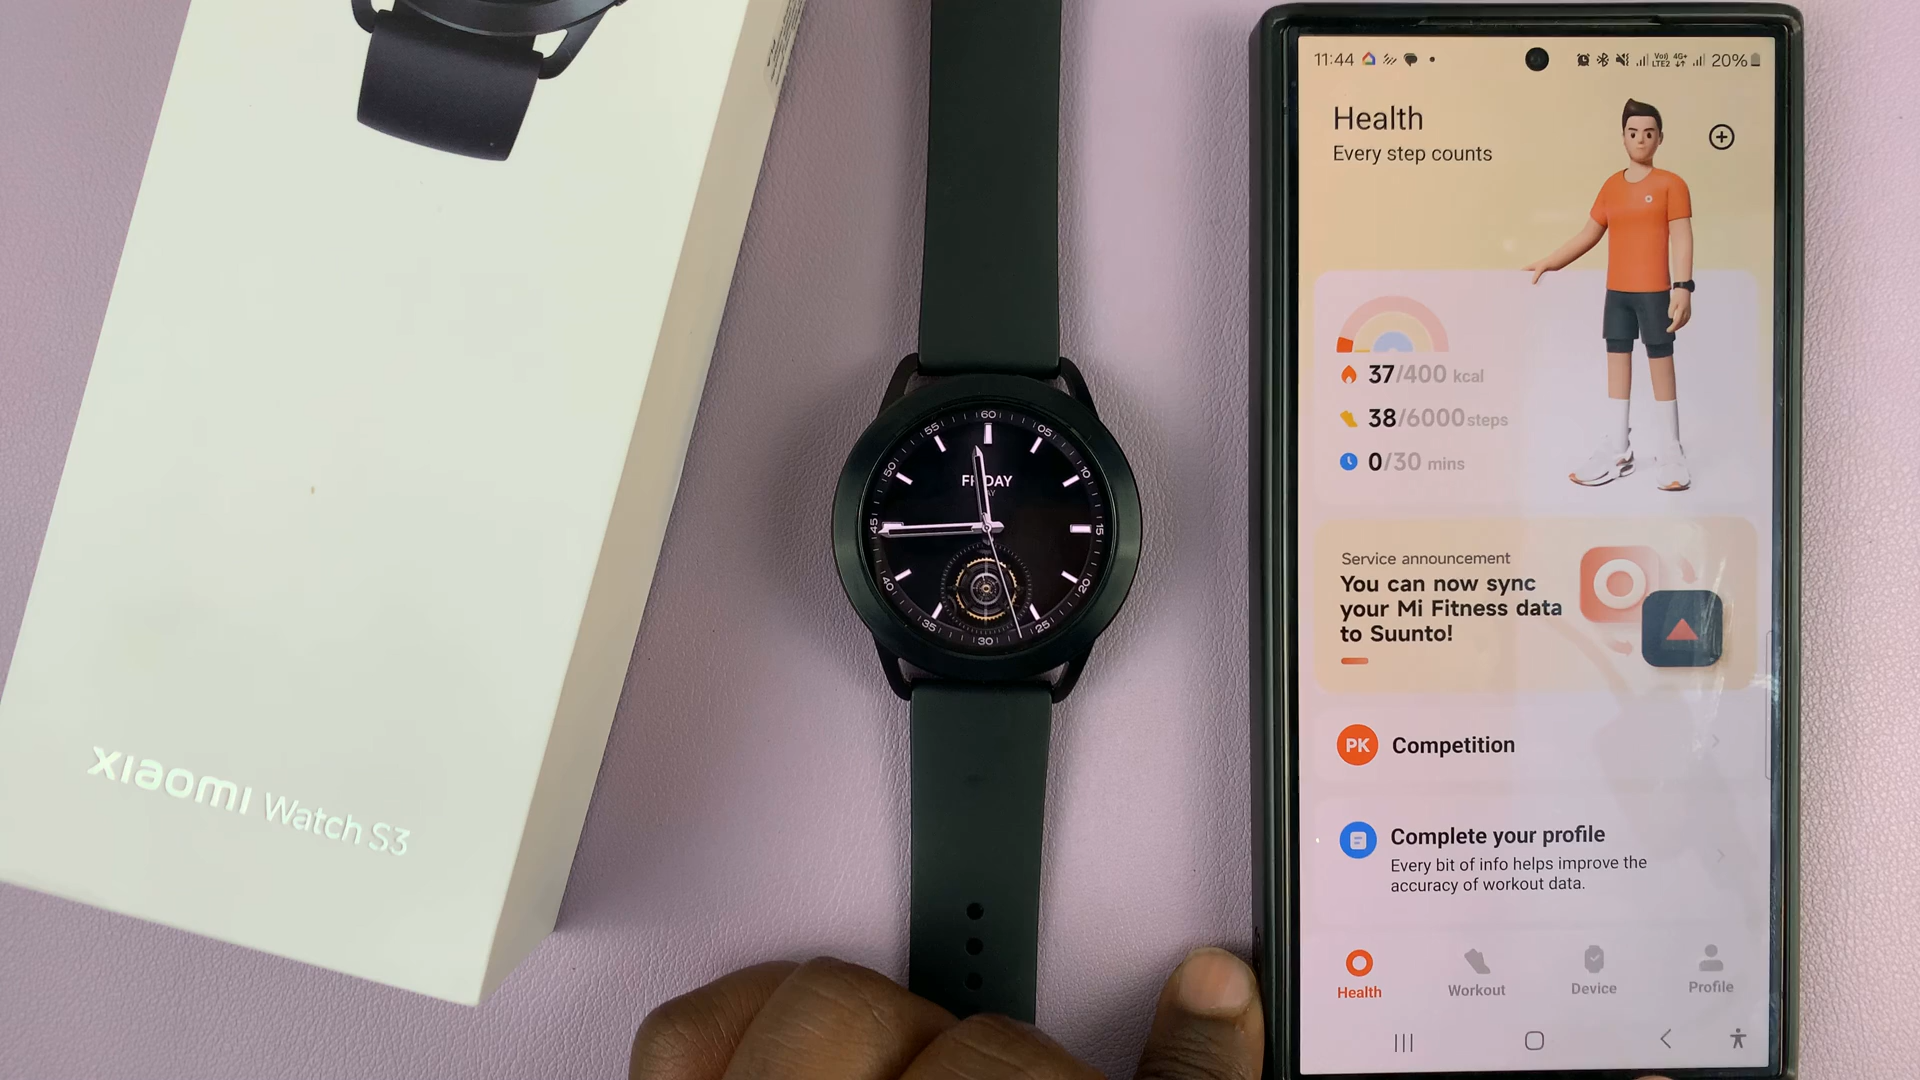 xiaomi Watch S3
60
05
10
15
20
25
30
35
40
45
50
55
FRIDAY
11:44
Voo)
LTE2
4G+
20%
Health
Every step counts
37/400 kcal
38/6000 steps
0/30 mins
Service announcement
You can now sync
your Mi Fitness data
to Suunto!
PK Competition
Complete your profile
Every bit of info helps improve the
accuracy of workout data.
Health Workout Device Profile